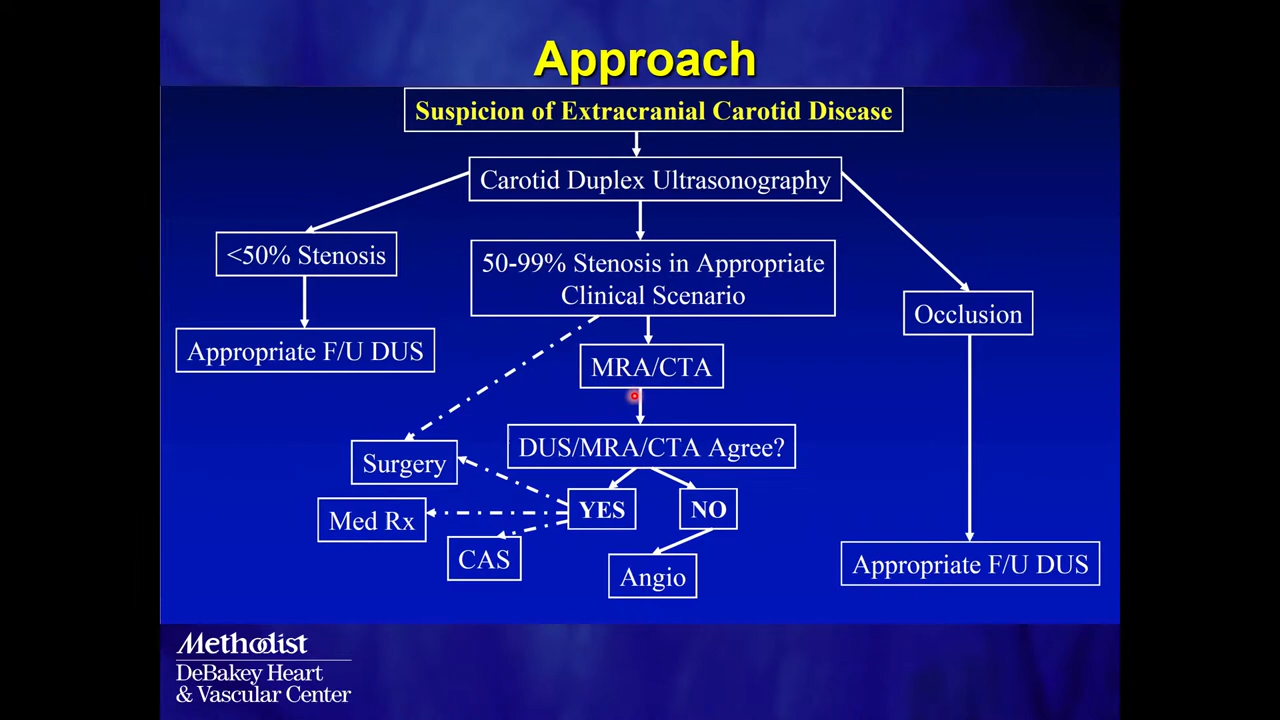 Approach
Suspicion of Extracranial Carotid Disease
Carotid Duplex Ultrasonography
<50% Stenosis
50-99% Stenosis in Appropriate
Clinical Scenario
Occlusion
Appropriate F/U DUS
MRA/CTA
DUS/MRA/CTA Agree?
Surgery
YES
NO
Med Rx
CAS
Angio
Appropriate F/U DUS
Methodist
DeBakey Heart
& Vascular Center